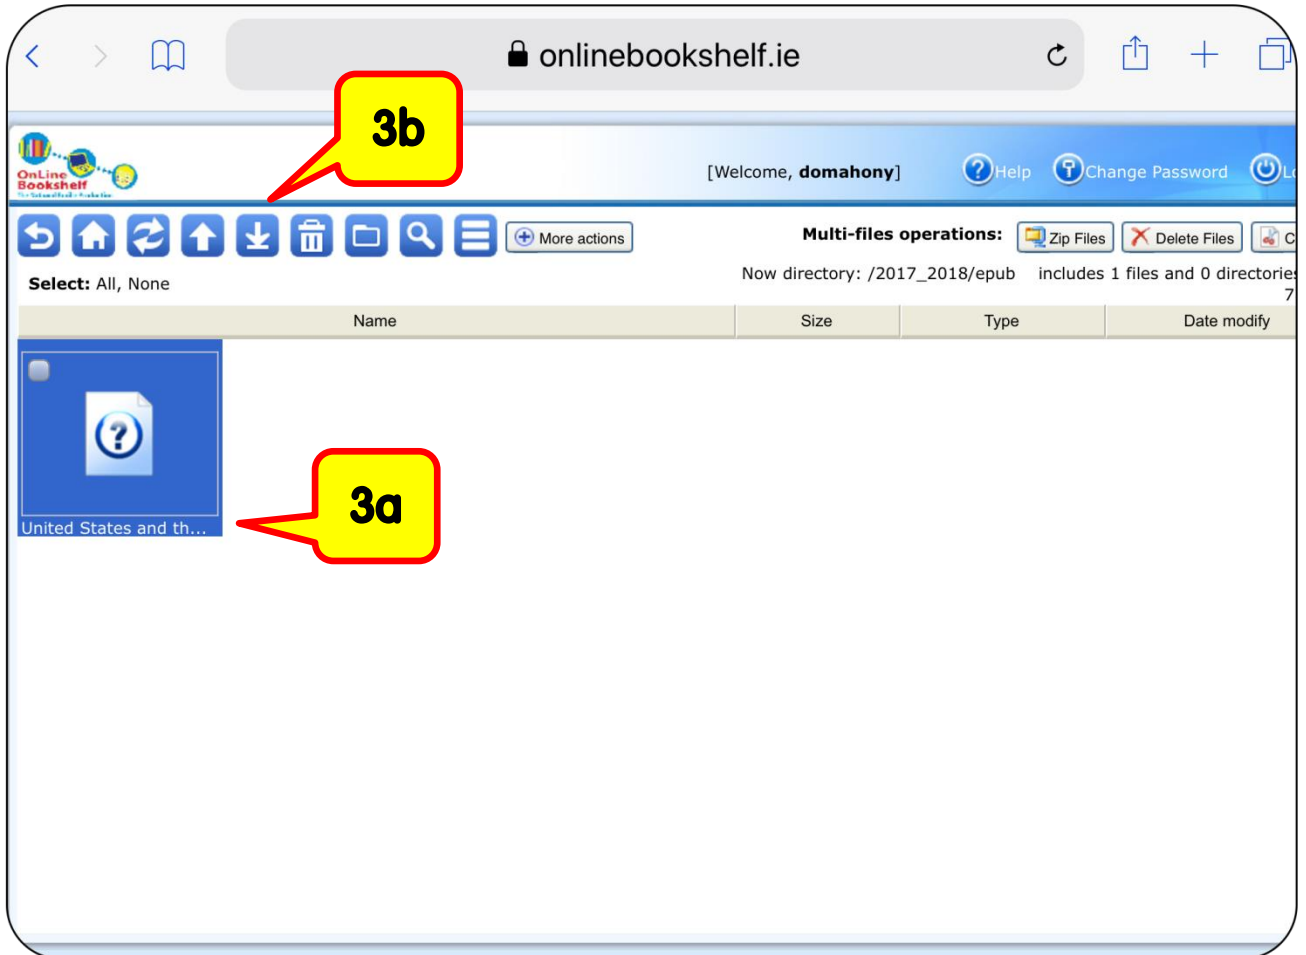 onlinebookshelf.ie
3b
OnLine
Bookshelf
[Welcome, domahony]
Help
Change Password
More actions
Multi-files operations:
Zip Files
Delete Files
Select: All, None
Now directory: /2017_2018/epub includes 1 files and 0 directories
7
Name
Size
Type
Date modify
United States and th...
3a